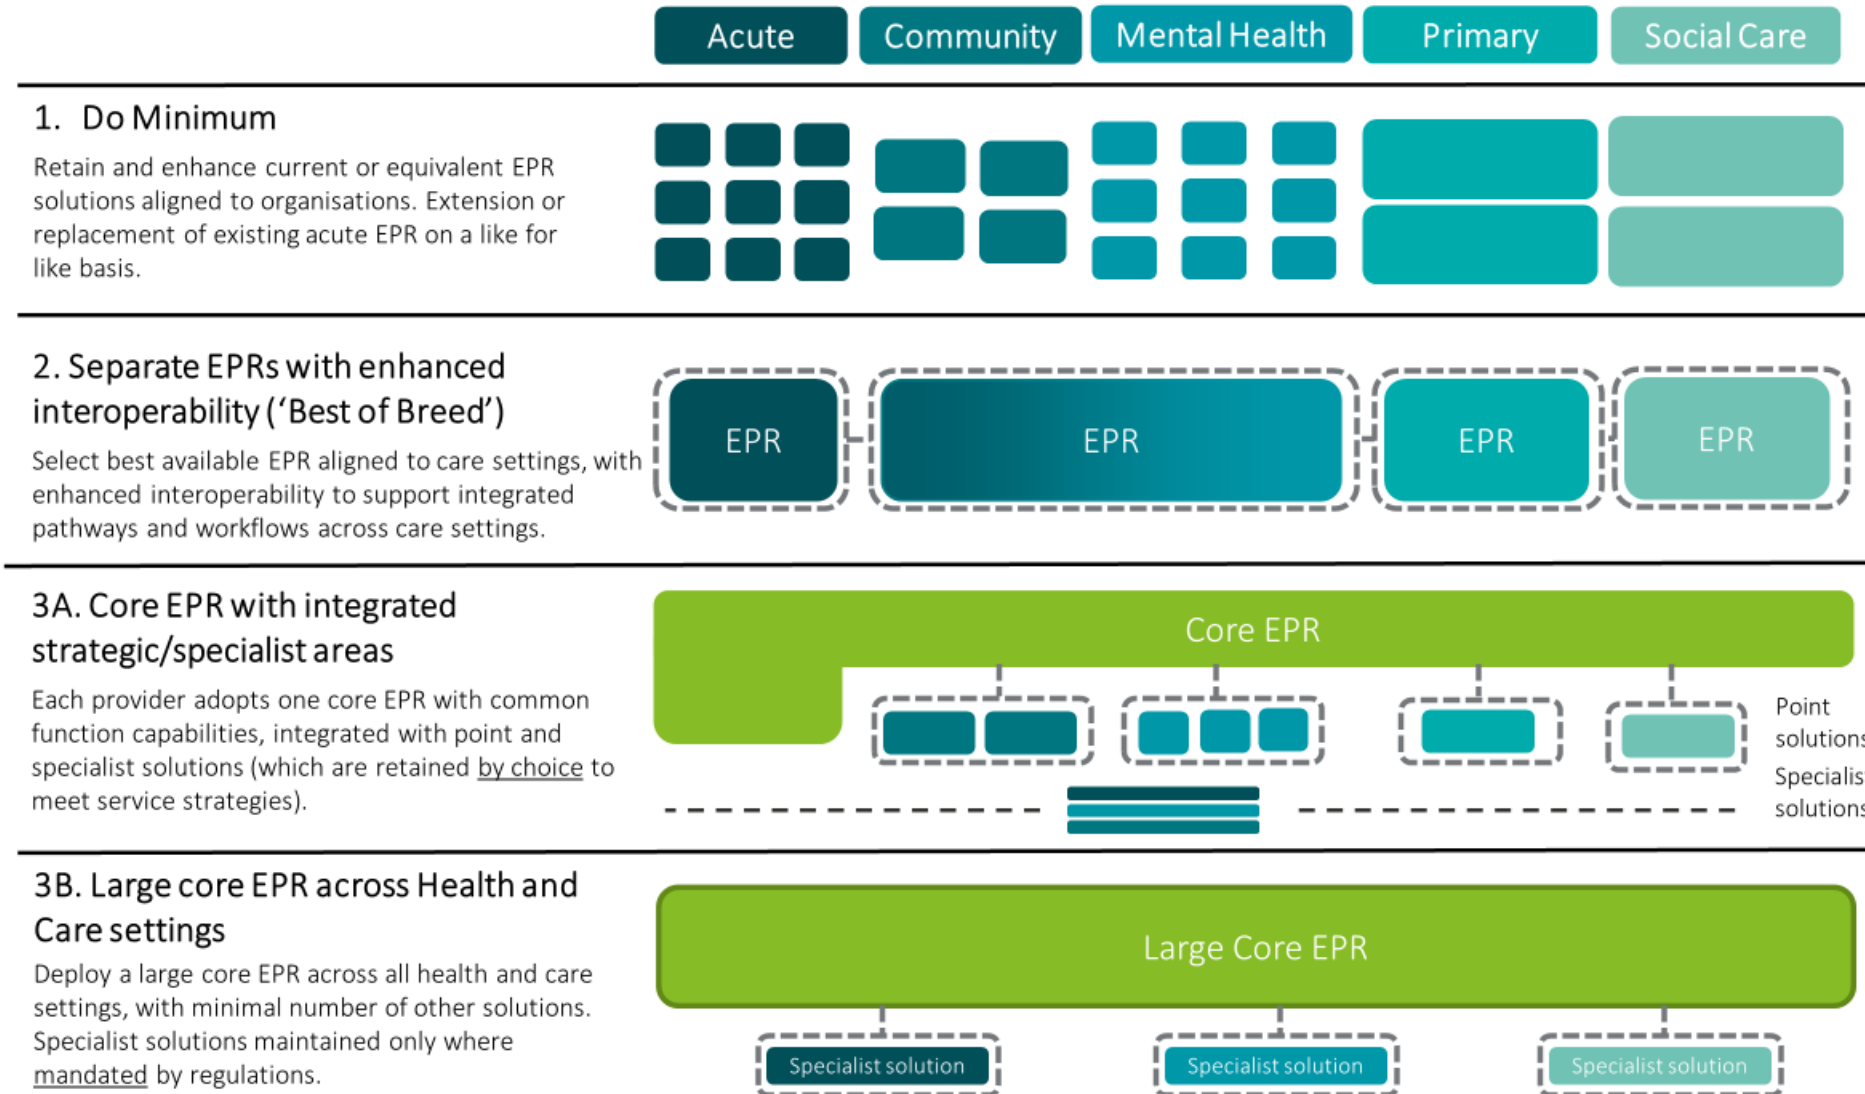 Acute
Community
Mental Health
Primary
Social Care
1. Do Minimum
Retain and enhance current or equivalent EPR
solutions aligned to organisations. Extension or
replacement of existing acute EPR on a like for
like basis.
2. Separate EPRs with enhanced
interoperability (‘Best of Breed’)
Select best available EPR aligned to care settings, with
enhanced interoperability to support integrated
pathways and workflows across care settings.
EPR
EPR
EPR
EPR
3A. Core EPR with integrated
strategic/specialist areas
Each provider adopts one core EPR with common
function capabilities, integrated with point and
specialist solutions (which are retained by choice to
meet service strategies).
Core EPR
Point
solutions
Specialist
solutions
3B. Large core EPR across Health and
Care settings
Deploy a large core EPR across all health and care
settings, with minimal number of other solutions.
Specialist solutions maintained only where
mandated by regulations.
Large Core EPR
Specialist solution
Specialist solution
Specialist solution